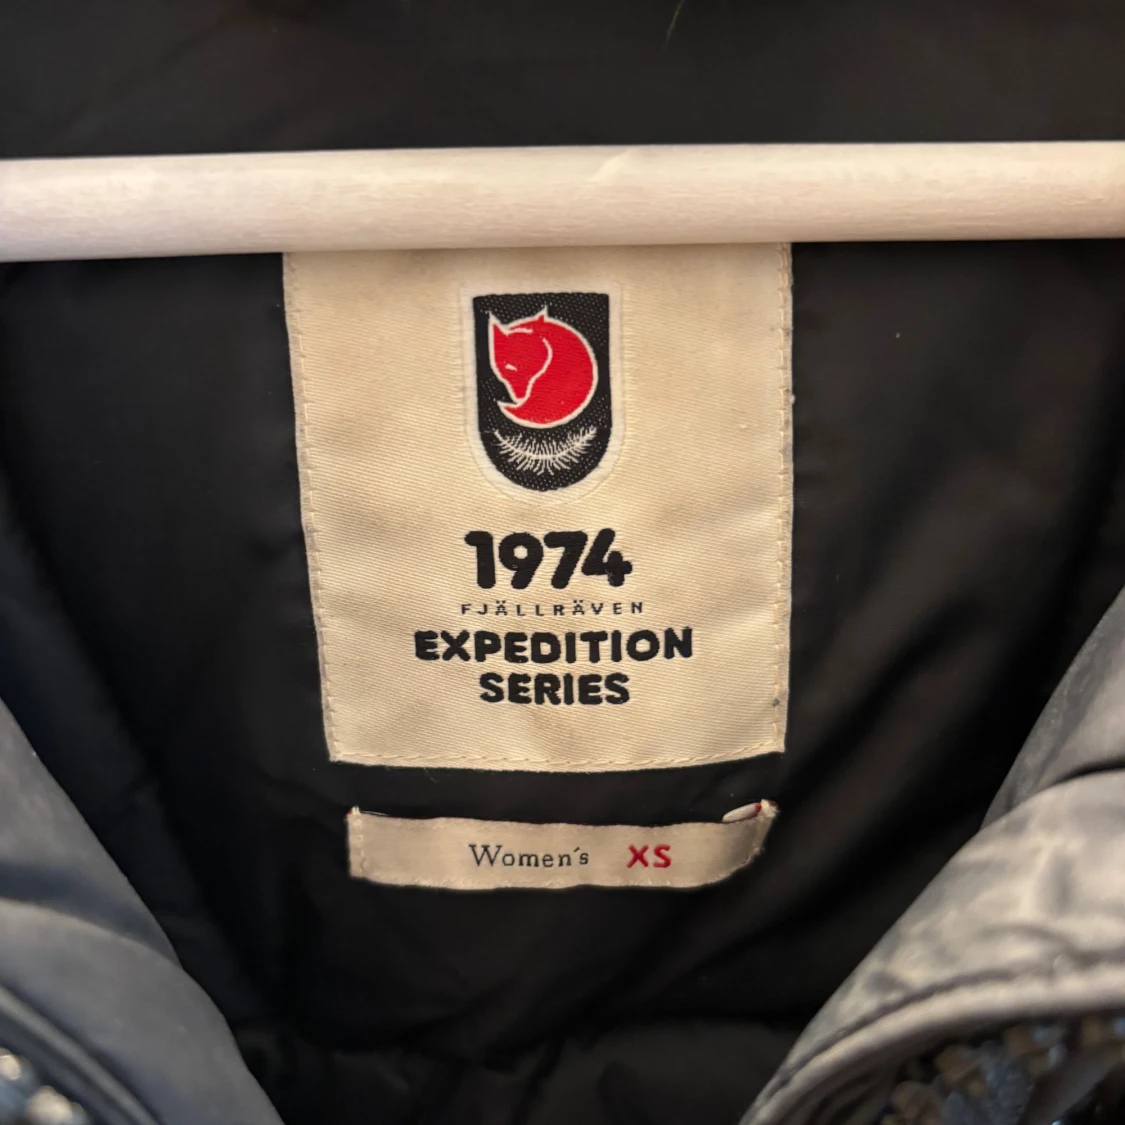 1974
FJÄLLRÄVEN
EXPEDITION
SERIES
Women´s XS